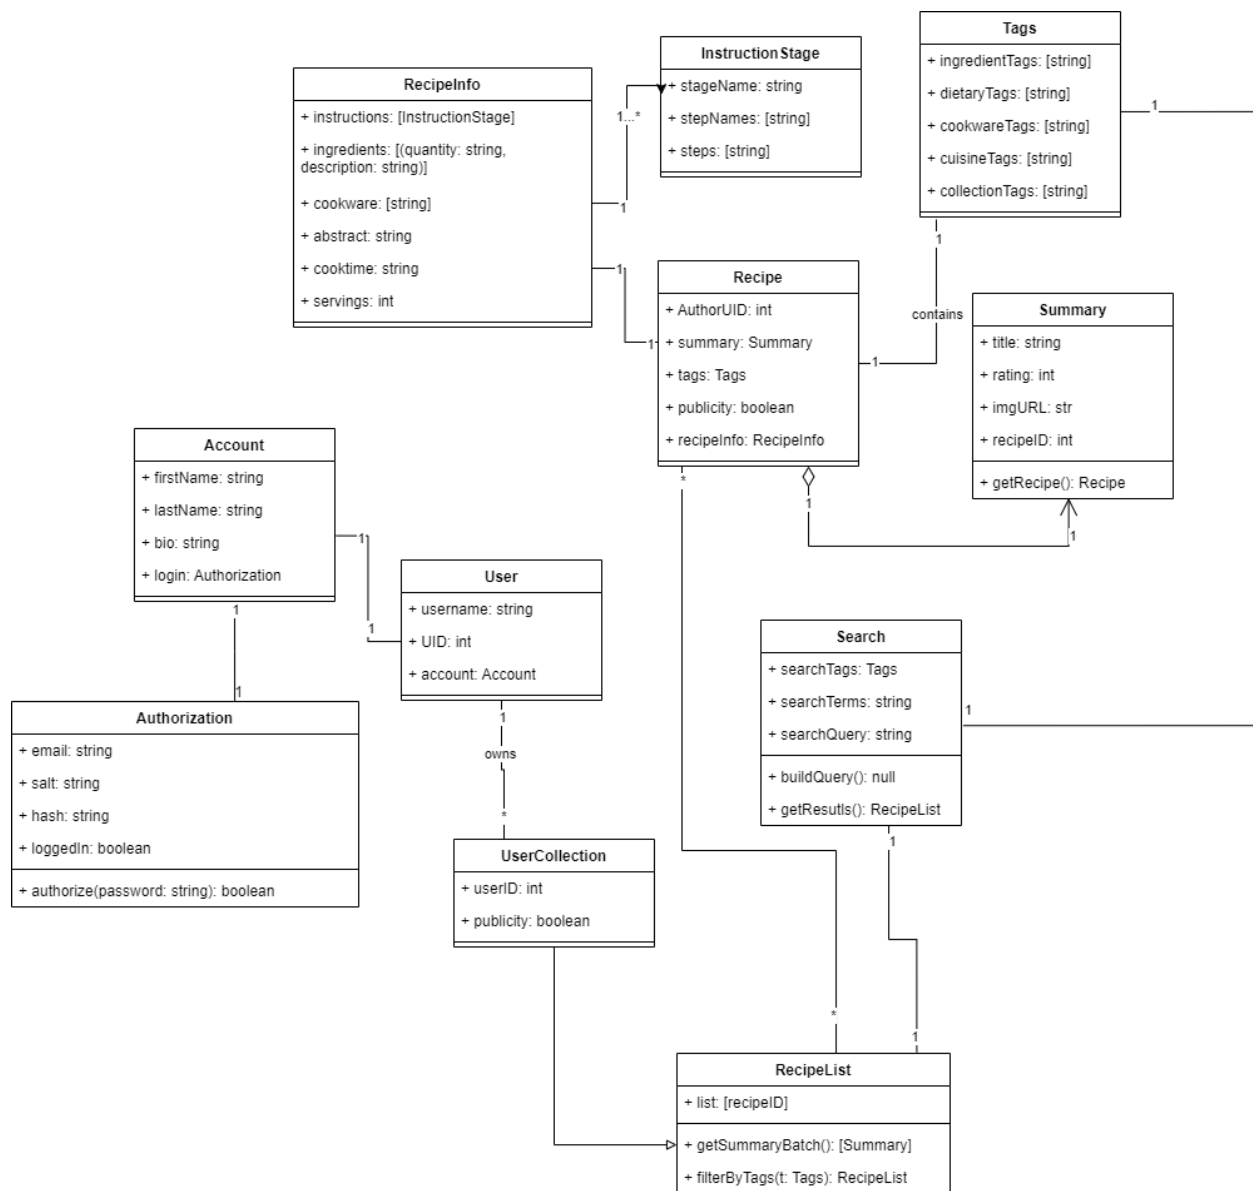 InstructionStage
+ stageName: string
+ stepNames: [string]
+ steps: [string]
Tags
+ ingredientTags: [string]
+ dietaryTags: [string]
+ cookwareTags: [string]
+ cuisineTags: [string]
+ collectionTags: [string]
1
1
RecipeInfo
+ instructions: [InstructionStage]
+ ingredients: [(quantity: string,
description: string)]
+ cookware: [string]
+ abstract: string
+ cooktime: string
+ servings: int
1...*
1
1
1
Recipe
+ AuthorUID: int
+ summary: Summary
+ tags: Tags
+ publicity: boolean
+ recipeInfo: RecipeInfo
1
contains
Summary
+ title: string
+ rating: int
+ imgURL: str
+ recipeID: int
+ getRecipe(): Recipe
*
1
1
Account
+ firstName: string
+ lastName: string
+ bio: string
+ login: Authorization
1
1
1
1
User
+ username: string
+ UID: int
+ account: Account
1
owns
*
Authorization
+ email: string
+ salt: string
+ hash: string
+ loggedIn: boolean
+ authorize(password: string): boolean
Search
+ searchTags: Tags
+ searchTerms: string
+ searchQuery: string
+ buildQuery(): null
+ getResutls(): RecipeList
1
1
UserCollection
+ userID: int
+ publicity: boolean
*
1
RecipeList
+ list: [recipeID]
+ getSummaryBatch(): [Summary]
+ filterByTags(t: Tags): RecipeList